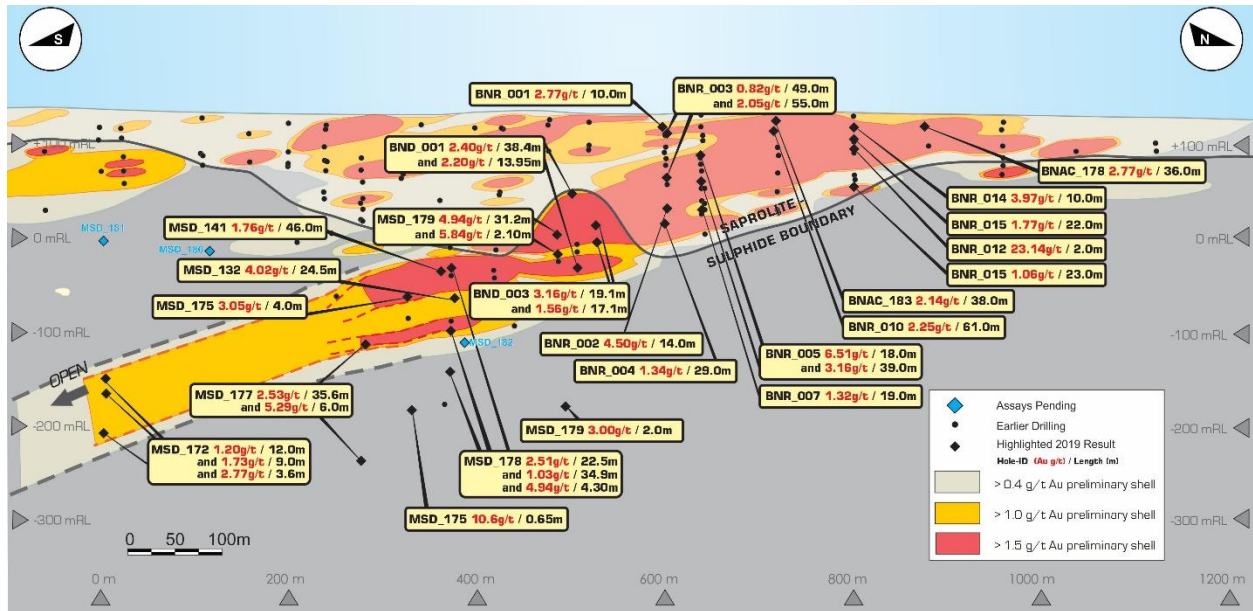 S
N
BNR_001 2.77g/t / 10.0m
BNR_003 0.82g/t / 49.0m
and 2.05g/t / 55.0m
+100 mRL
+100 mRL
BND_001 2.40g/t / 38.4m
and 2.20g/t / 13.95m
BNAC_178 2.77g/t / 36.0m
BNR_014 3.97g/t / 10.0m
BNR_015 1.77g/t / 22.0m
BNR_012 23.14g/t / 2.0m
BNR_015 1.06g/t / 23.0m
SAPROLITE -
SULPHIDE BOUNDARY
MSD_181
MSD_180
0 mRL
0 mRL
MSD_141 1.76g/t / 46.0m
MSD_179 4.94g/t / 31.2m
and 5.84g/t / 2.10m
MSD_132 4.02g/t / 24.5m
MSD_175 3.05g/t / 4.0m
BND_003 3.16g/t / 19.1m
and 1.56g/t / 17.1m
BNAC_183 2.14g/t / 38.0m
BNR_010 2.25g/t / 61.0m
-100 mRL
-100 mRL
MSD_182
BNR_002 4.50g/t / 14.0m
BNR_004 1.34g/t / 29.0m
BNR_005 6.51g/t / 18.0m
and 3.16g/t / 39.0m
BNR_007 1.32g/t / 19.0m
OPEN
MSD_177 2.53g/t / 35.6m
and 5.29g/t / 6.0m
MSD_179 3.00g/t / 2.0m
-200 mRL
-200 mRL
MSD_172 1.20g/t / 12.0m
and 1.73g/t / 9.0m
and 2.77g/t / 3.6m
MSD_178 2.51g/t / 22.5m
and 1.03g/t / 34.9m
and 4.94g/t / 4.30m
MSD_175 10.6g/t / 0.65m
-300 mRL
-300 mRL
Assays Pending
Earlier Drilling
Highlighted 2019 Result
Hole-ID (Au g/t) / Length (m)
> 0.4 g/t Au preliminary shell
> 1.0 g/t Au preliminary shell
> 1.5 g/t Au preliminary shell
0 50 100m
0 m 200 m 400 m 600 m 800 m 1000 m 1200 m